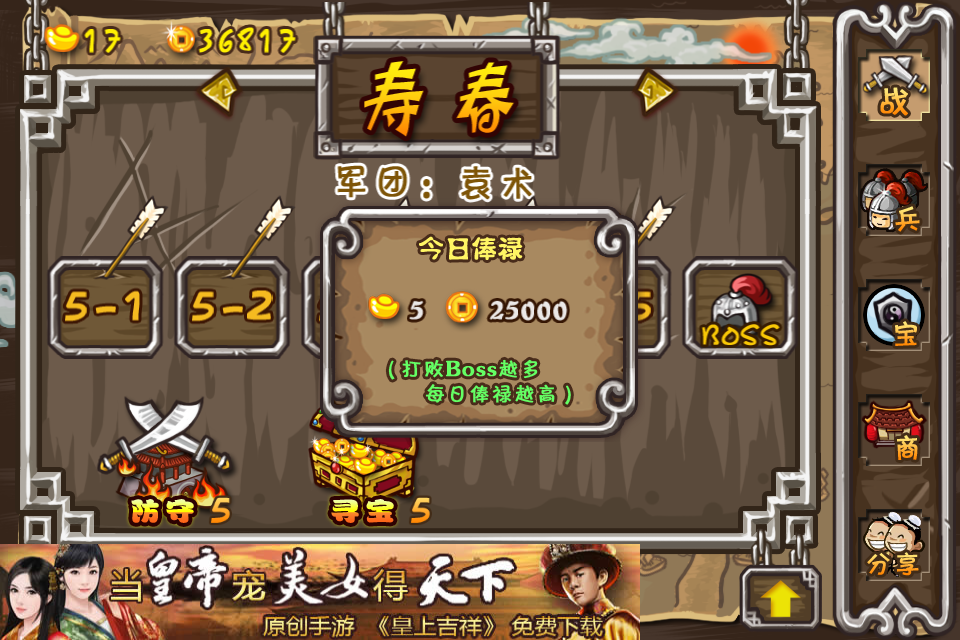 17
36817
寿春
军团：袁术
今日俸禄
5
25000
（打败Boss越多
每日俸禄越高）
5-1
5-2
5
BOSS
防守 5
寻宝 5
战
兵
宝
商
分享
当皇帝 宠美女 得天下
原创手游 《皇上吉祥》 免费下载